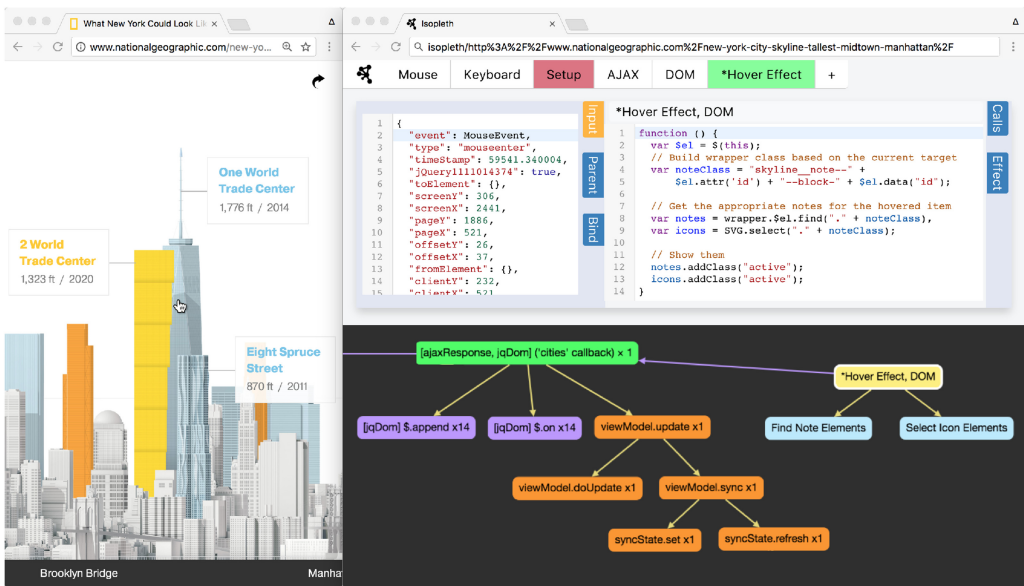 What New York Could Look Li
www.nationalgeographic.com/new-yo...
One World
Trade Center
1,776 ft / 2014
2 World
Trade Center
1,323 ft / 2020
Eight Spruce
Street
870 ft / 2011
Brooklyn Bridge
Manha
Isopleth
isopleth/http%3A%2F%2Fwww.nationalgeographic.com%2Fnew-york-city-skyline-tallest-midtown-manhattan%2F
Mouse Keyboard Setup AJAX DOM *Hover Effect +
1 {
2 "event": MouseEvent,
3 "type": "mouseenter",
4 "timeStamp": 59541.340004,
5 "jQuery1111014374": true,
6 "toElement": {},
7 "screenY": 306,
8 "screenX": 2441,
9 "pageY": 1886,
10 "pageX": 521,
11 "offsetY": 26,
12 "offsetX": 37,
13 "fromElement": {},
14 "clientY": 232,
15 "clientX": 521
Input
Parent
Bind
*Hover Effect, DOM
1 function () {
2 var $el = $(this);
3 // Build wrapper class based on the current target
4 var noteClass = "skyline__note--" +
5 $el.attr('id') + "--block-" + $el.data("id");
6
7 // Get the appropriate notes for the hovered item
8 var notes = wrapper.$el.find("." + noteClass),
9 var icons = SVG.select("." + noteClass);
10
11 // Show them
12 notes.addClass("active");
13 icons.addClass("active");
14 }
Calls
Effect
[ajaxResponse, jqDom] ('cities' callback) × 1
*Hover Effect, DOM
[jqDom] $.append x14
[jqDom] $.on x14
viewModel.update x1
Find Note Elements
Select Icon Elements
viewModel.doUpdate x1
viewModel.sync x1
syncState.set x1
syncState.refresh x1